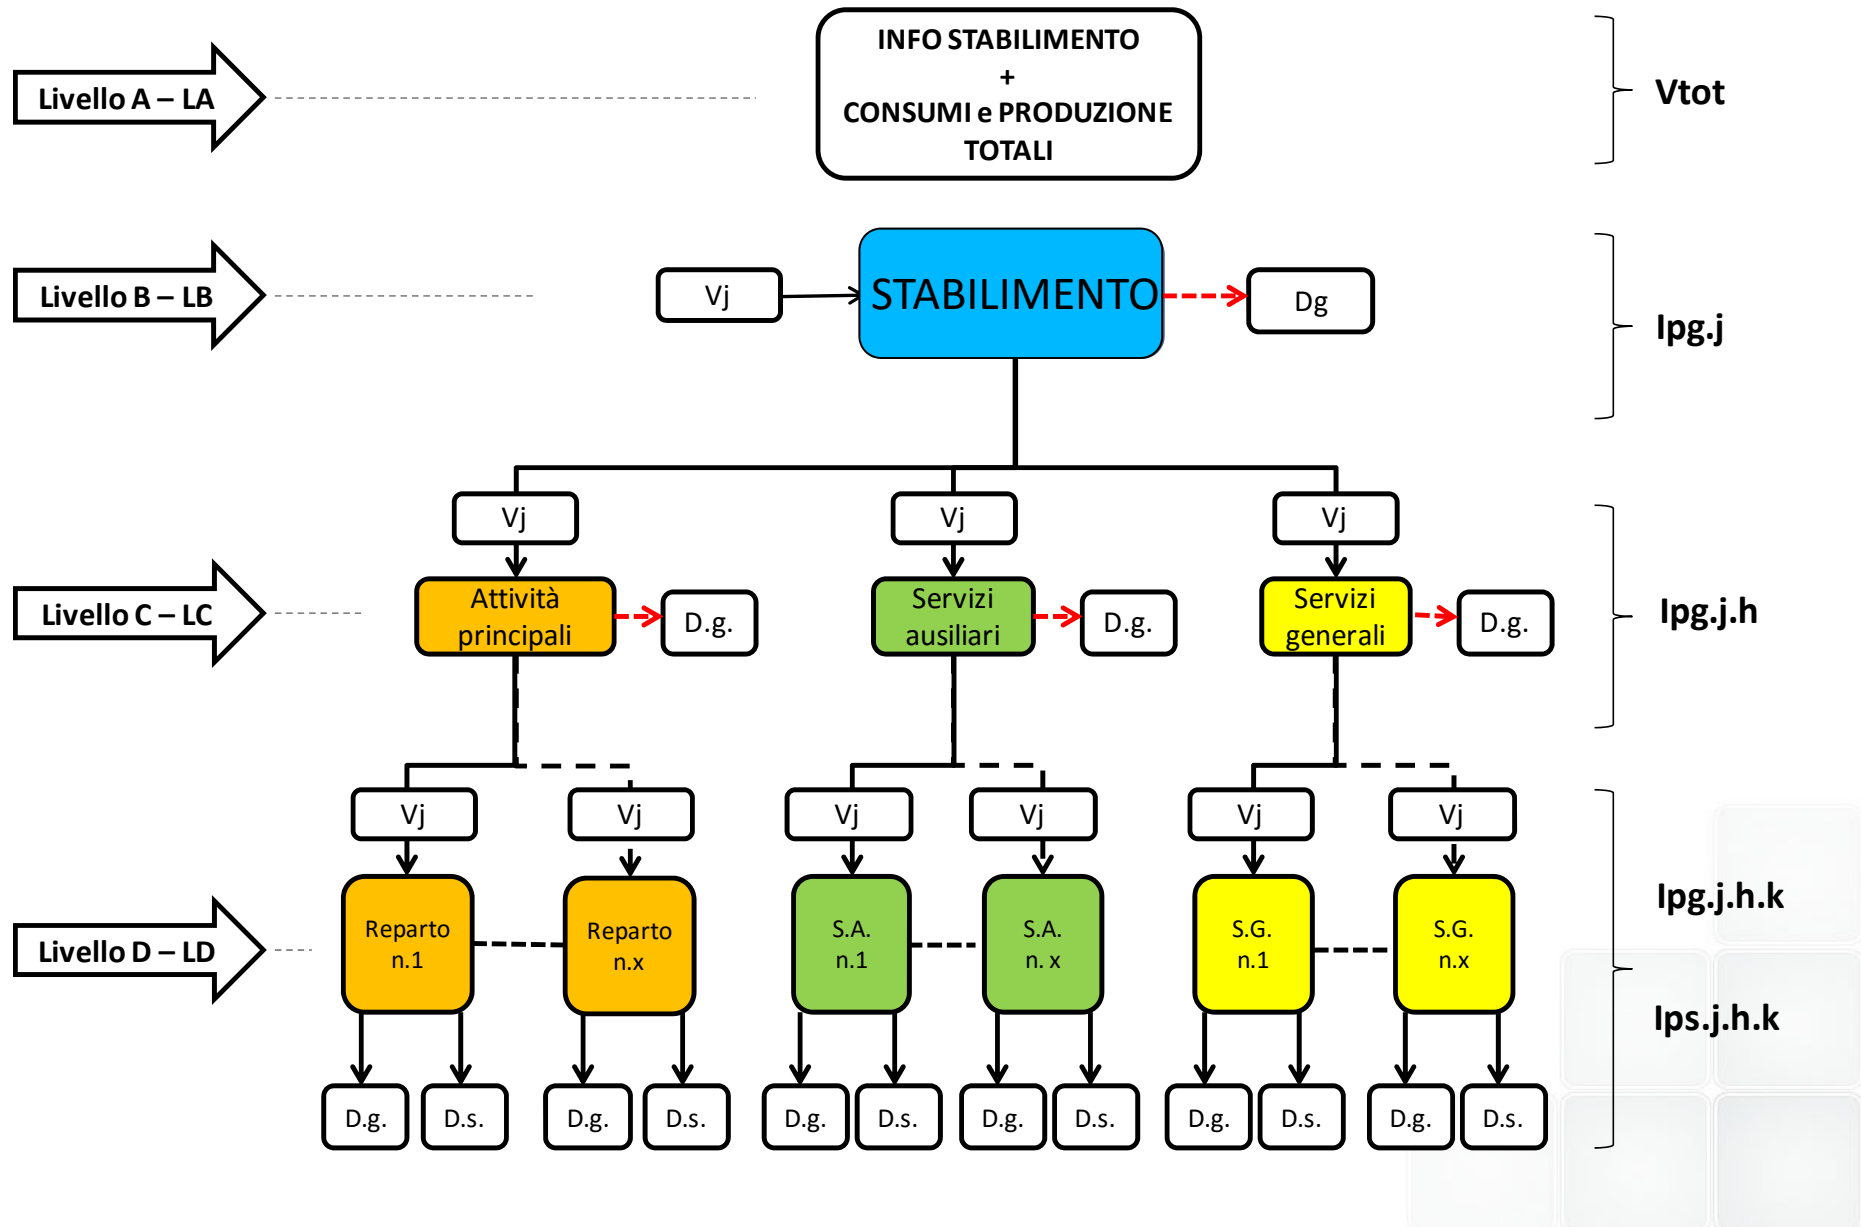 Livello A – LA
INFO STABILIMENTO
+
CONSUMI e PRODUZIONE
TOTALI
Vtot
Livello B – LB
Vj
STABILIMENTO
Dg
Ipg.j
Vj
Vj
Vj
Livello C – LC
Attività
principali
D.g.
Servizi
ausiliari
D.g.
Servizi
generali
D.g.
Ipg.j.h
Vj
Vj
Vj
Vj
Vj
Vj
Livello D – LD
Reparto
n.1
Reparto
n.x
S.A.
n.1
S.A.
n. x
S.G.
n.1
S.G.
n.x
Ipg.j.h.k
Ips.j.h.k
D.g.
D.s.
D.g.
D.s.
D.g.
D.s.
D.g.
D.s.
D.g.
D.s.
D.g.
D.s.